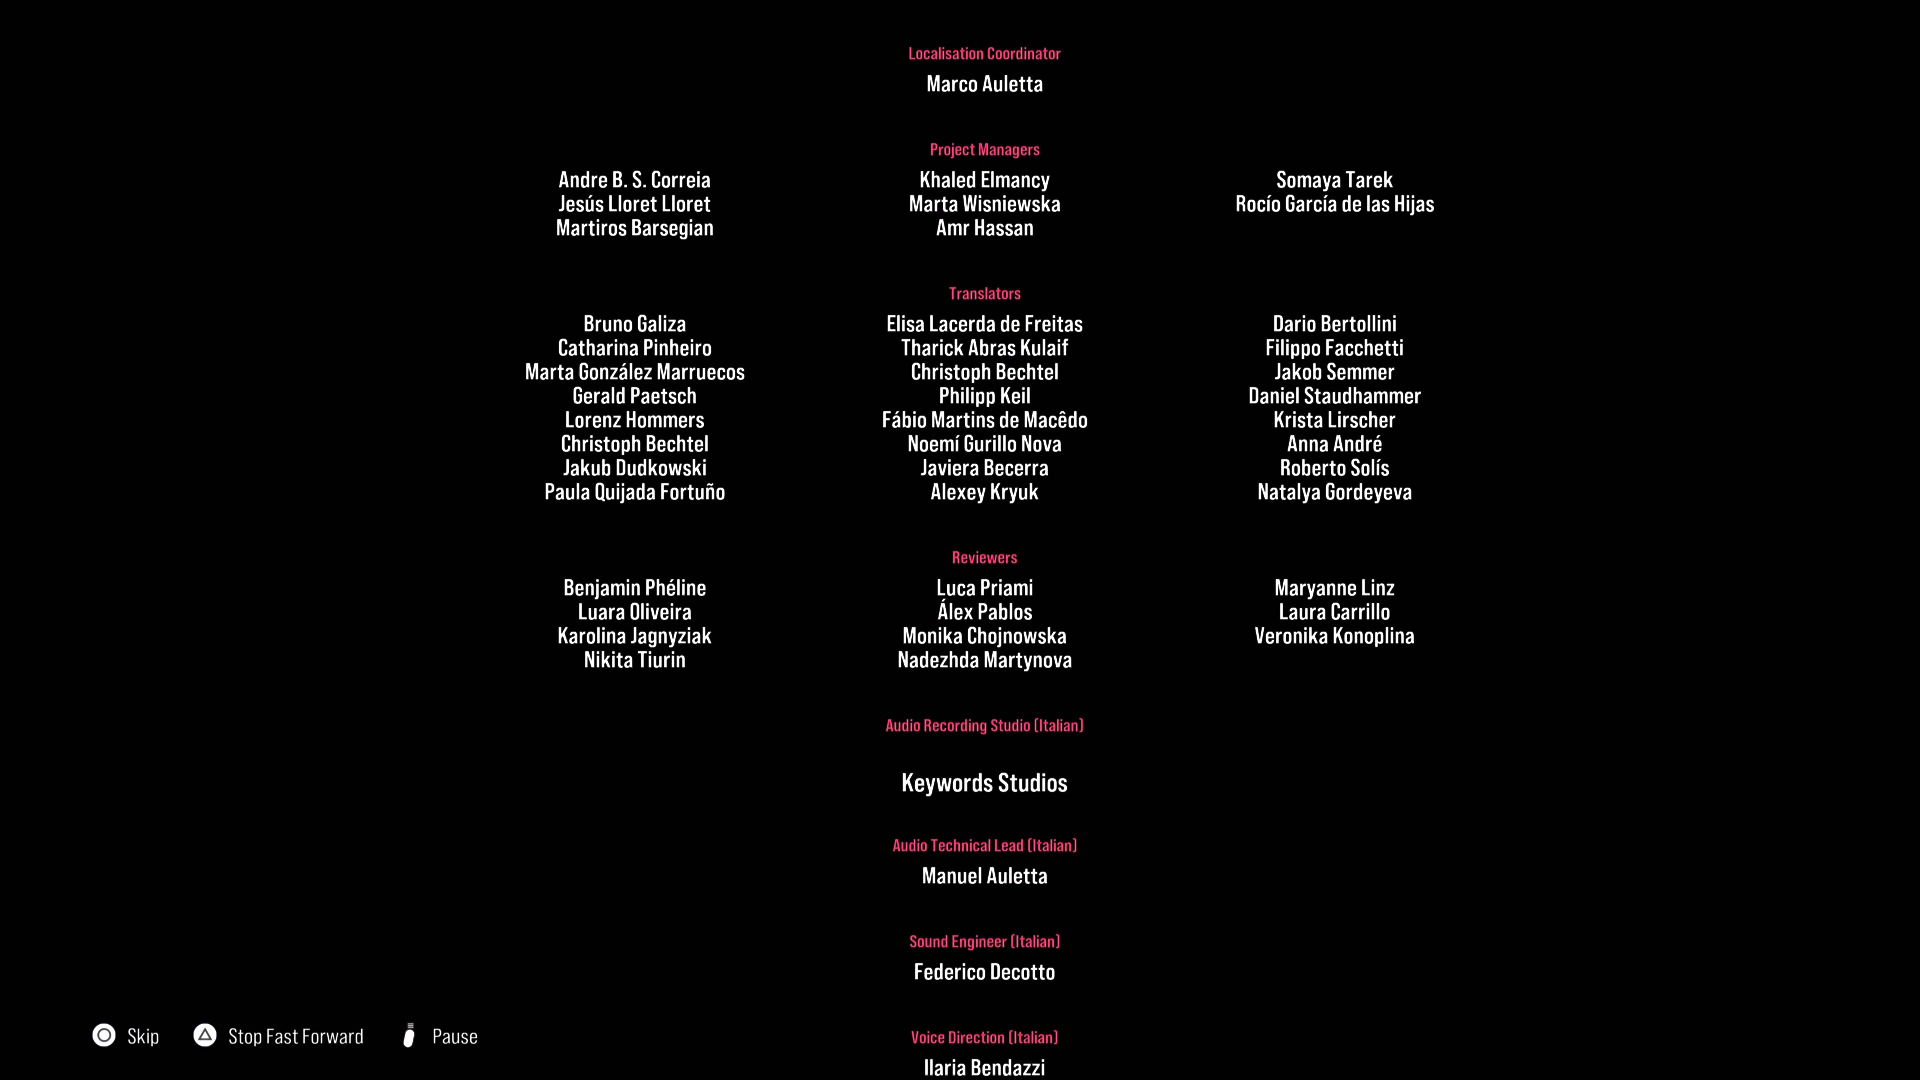 Localisation Coordinator
Marco Auletta
Project Managers
Andre B. S. Correia Khaled Elmancy Somaya Tarek
Jesús Lloret Lloret Marta Wisniewska Rocío García de las Hijas
Martiros Barsegian Amr Hassan
Translators
Bruno Galiza Elisa Lacerda de Freitas Dario Bertollini
Catharina Pinheiro Tharick Abras Kulaif Filippo Facchetti
Marta González Marruecos Christoph Bechtel Jakob Semmer
Gerald Paetsch Philipp Keil Daniel Staudhammer
Lorenz Hommers Fábio Martins de Macêdo Krista Lirscher
Christoph Bechtel Noemí Gurillo Nova Anna André
Jakub Dudkowski Javiera Becerra Roberto Solís
Paula Quijada Fortuño Alexey Kryuk Natalya Gordeyeva
Reviewers
Benjamin Phéline Luca Priami Maryanne Linz
Luara Oliveira Álex Pablos Laura Carrillo
Karolina Jagnyziak Monika Chojnowska Veronika Konoplina
Nikita Tiurin Nadezhda Martynova
Audio Recording Studio (Italian)
Keywords Studios
Audio Technical Lead (Italian)
Manuel Auletta
Sound Engineer (Italian)
Federico Decotto
Skip Stop Fast Forward Pause
Voice Direction (Italian)
Ilaria Bendazzi